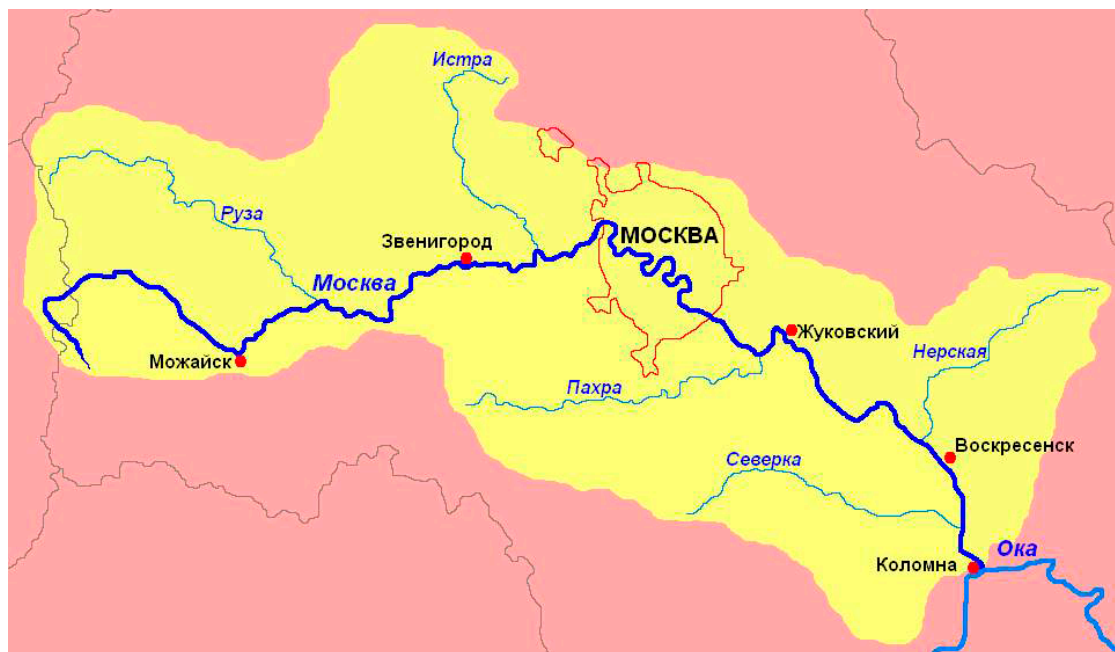 Истра
Руза
Звенигород
МОСКВА
Москва
Жуковский
Можайск
Нерская
Пахра
Воскресенск
Северка
Ока
Коломна